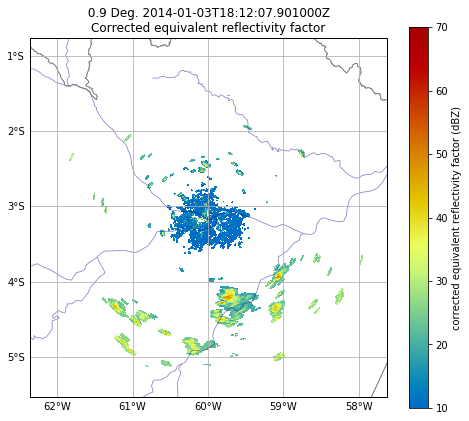 0.9 Deg. 2014-01-03T18:12:07.901000Z
Corrected equivalent reflectivity factor
1°S
2°S
3°S
4°S
5°S
62°W 61°W 60°W 59°W 58°W
70
60
50
40
30
20
10
corrected equivalent reflectivity factor (dBZ)